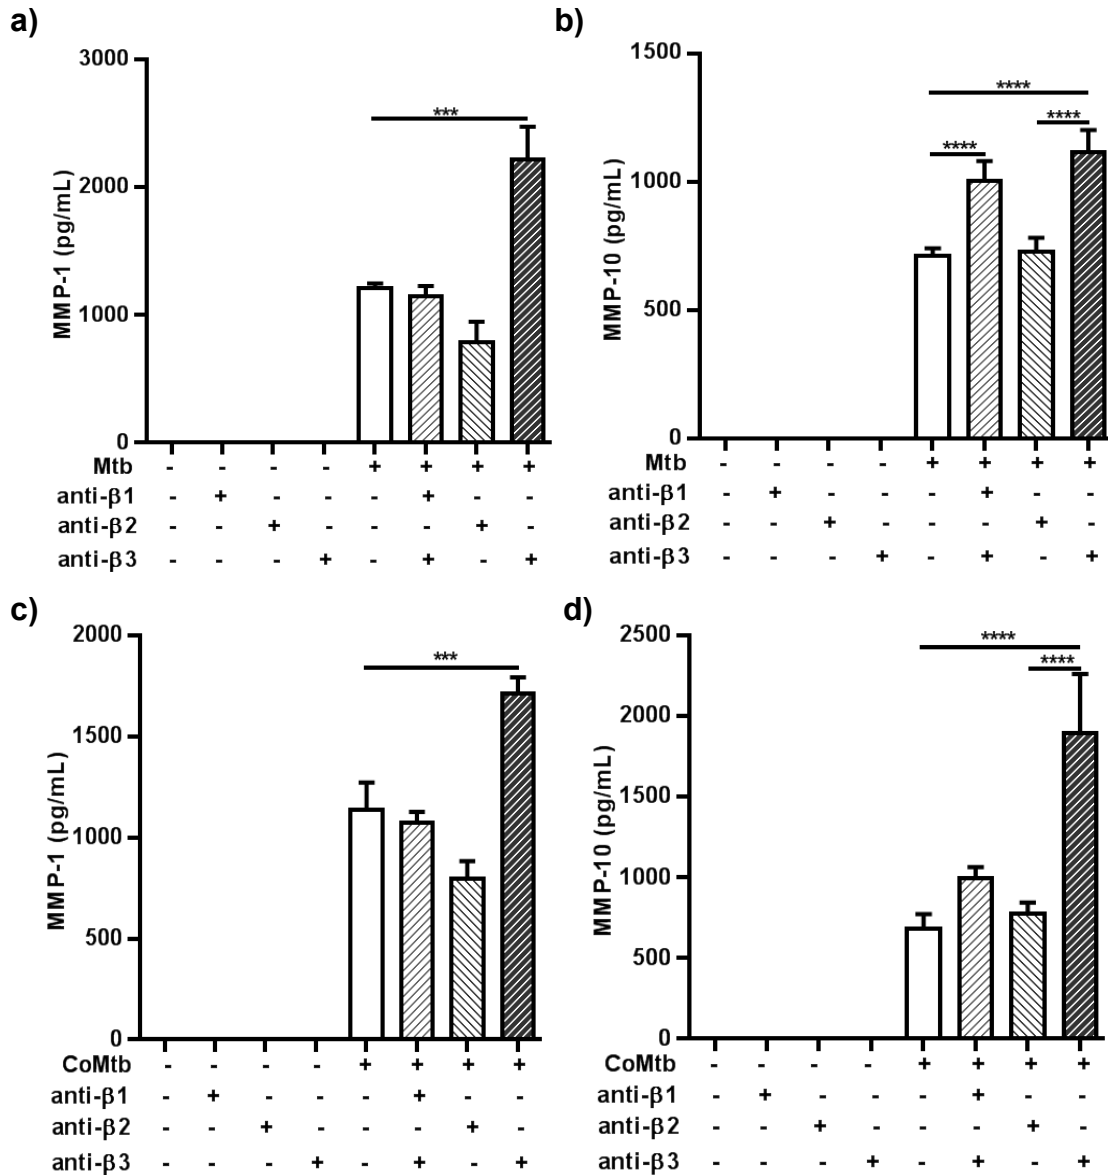 a)
MMP-1 (pg/mL)
3000
2000
1000
0
***
Mtb - - - - + + + +
anti-β1 - + - - - + - -
anti-β2 - - + - - - + -
anti-β3 - - - + - + - +
b)
MMP-10 (pg/mL)
1500
1000
500
0
****
****
****
Mtb - - - - + + + +
anti-β1 - + - - - + - -
anti-β2 - - + - - - + -
anti-β3 - - - + - + - +
c)
MMP-1 (pg/mL)
2000
1500
1000
500
0
***
CoMtb - - - - + + + +
anti-β1 - + - - - + - -
anti-β2 - - + - - - + -
anti-β3 - - - + - + - +
d)
MMP-10 (pg/mL)
2500
2000
1500
1000
500
0
****
****
CoMtb - - - - + + + +
anti-β1 - + - - - + - -
anti-β2 - - + - - - + -
anti-β3 - - - + - + - +